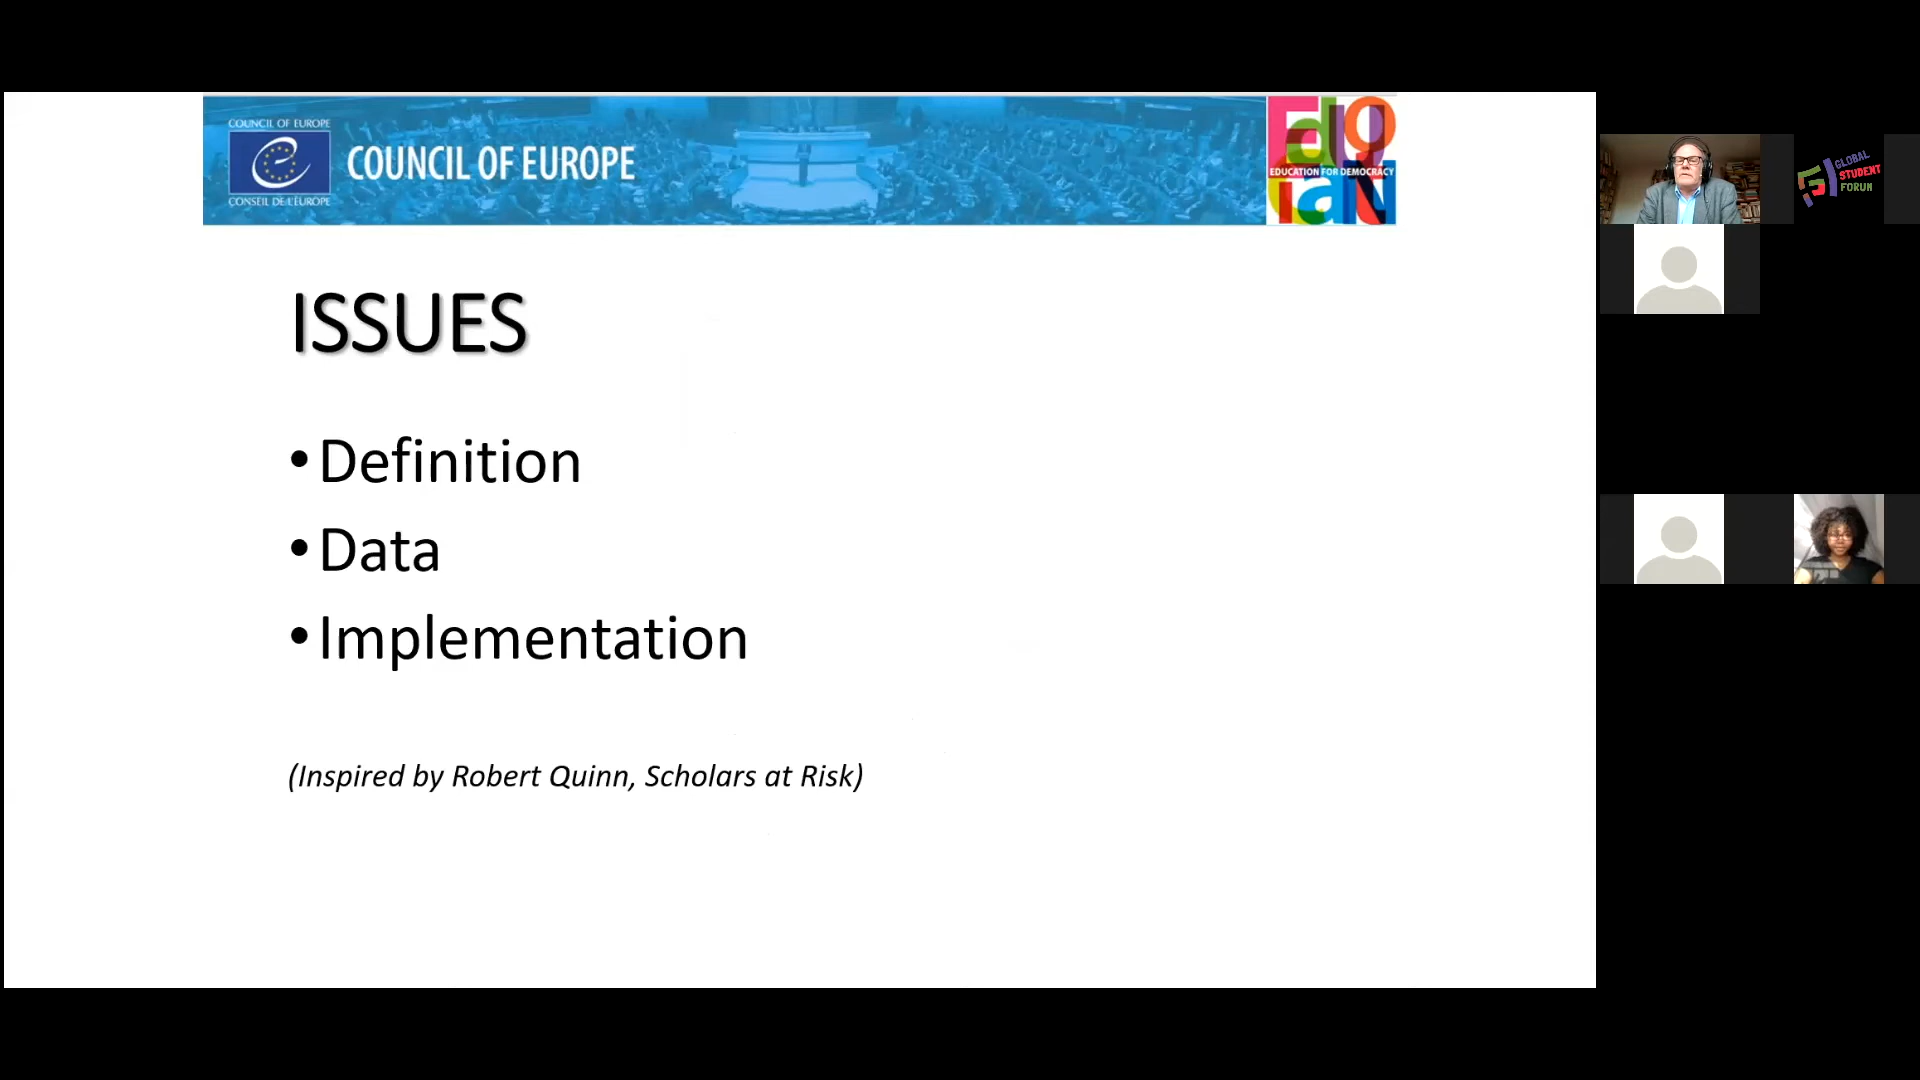 COUNCIL OF EUROPE
COUNCIL OF EUROPE
CONSEIL DE L'EUROPE
EDUCATION FOR DEMOCRACY
ISSUES
• Definition
• Data
• Implementation
(Inspired by Robert Quinn, Scholars at Risk)
GLOBAL
STUDENT
FORUM